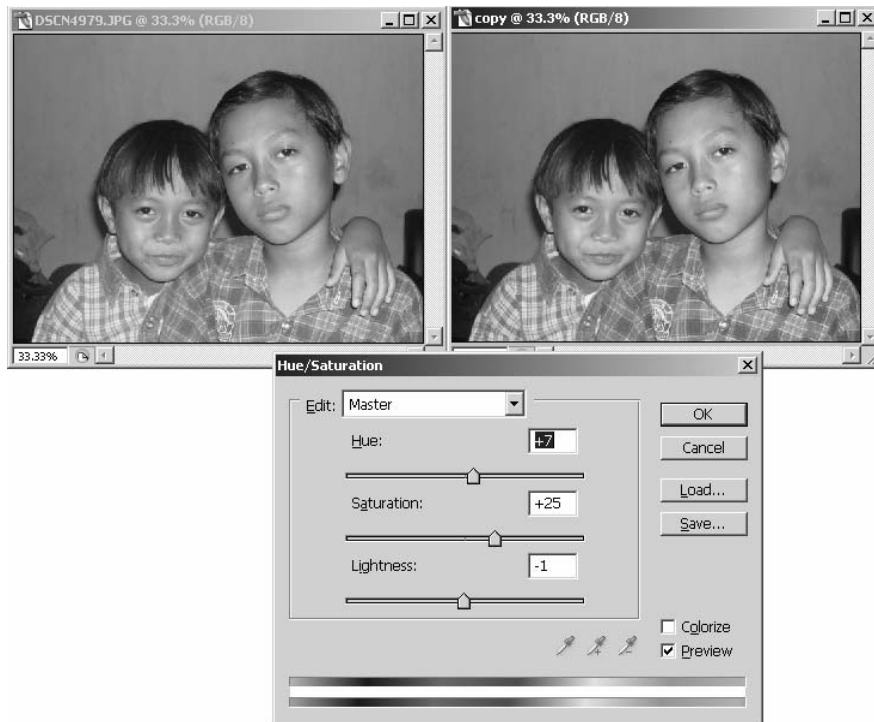 DSCN4979.JPG @ 33.3% (RGB/8)
copy @ 33.3% (RGB/8)
33.33%
Hue/Saturation
Edit: Master
Hue: +7
Saturation: +25
Lightness: -1
OK
Cancel
Load...
Save...
Colorize
Preview